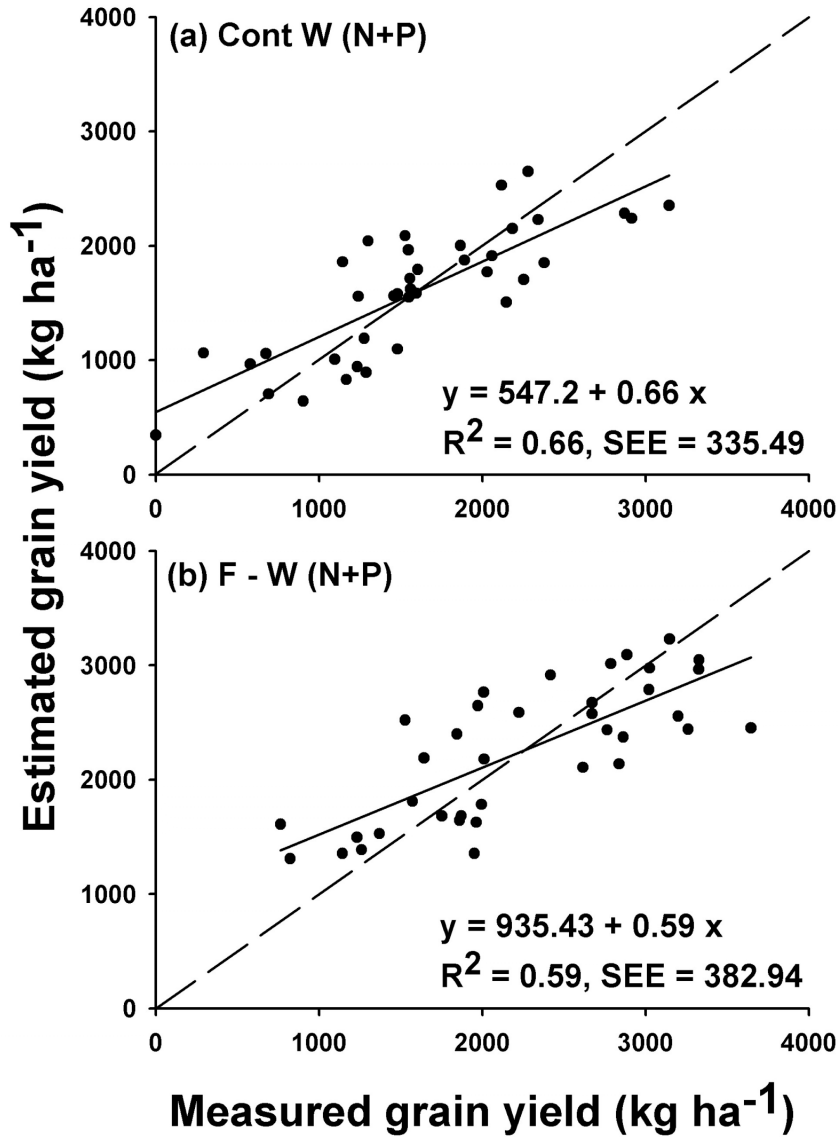 Estimated grain yield (kg ha⁻¹)
(a) Cont W (N+P)
4000
3000
2000
1000
0
y = 547.2 + 0.66 x
R² = 0.66, SEE = 335.49
0 1000 2000 3000 4000
(b) F - W (N+P)
4000
3000
2000
1000
0
y = 935.43 + 0.59 x
R² = 0.59, SEE = 382.94
0 1000 2000 3000 4000
Measured grain yield (kg ha⁻¹)